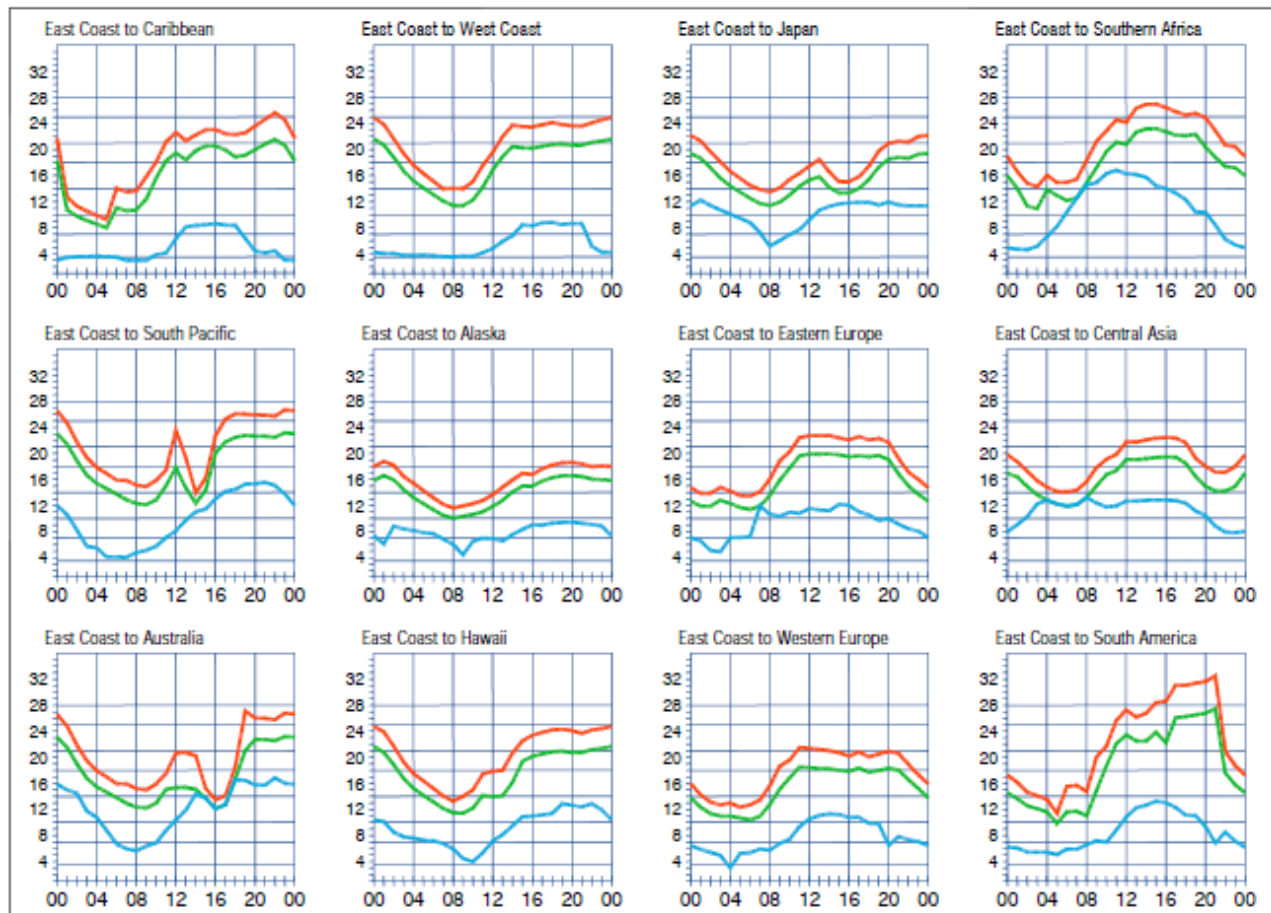 East Coast to Caribbean East Coast to West Coast East Coast to Japan East Coast to Southern Africa
32 32 32 32
28 28 28 28
24 24 24 24
20 20 20 20
16 16 16 16
12 12 12 12
8 8 8 8
4 4 4 4
00 04 08 12 16 20 00 00 04 08 12 16 20 00 00 04 08 12 16 20 00 00 04 08 12 16 20 00
East Coast to South Pacific East Coast to Alaska East Coast to Eastern Europe East Coast to Central Asia
32 32 32 32
28 28 28 28
24 24 24 24
20 20 20 20
16 16 16 16
12 12 12 12
8 8 8 8
4 4 4 4
00 04 08 12 16 20 00 00 04 08 12 16 20 00 00 04 08 12 16 20 00 00 04 08 12 16 20 00
East Coast to Australia East Coast to Hawaii East Coast to Western Europe East Coast to South America
32 32 32 32
28 28 28 28
24 24 24 24
20 20 20 20
16 16 16 16
12 12 12 12
8 8 8 8
4 4 4 4
00 04 08 12 16 20 00 00 04 08 12 16 20 00 00 04 08 12 16 20 00 00 04 08 12 16 20 00